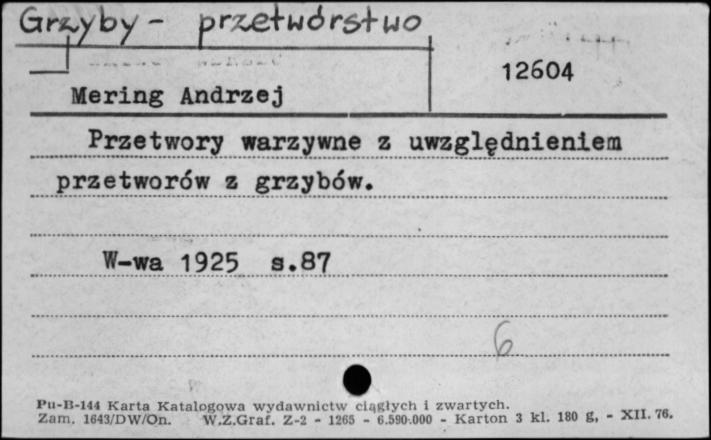 Grzyby - przetwórstwo
12604
Mering Andrzej
Przetwory warzywne z uwzględnieniem
przetworów z grzybów.
W-wa 1925 s.87
6
Pu-B-144 Karta Katalogowa wydawnictw ciągłych i zwartych.
Zam. 1643/DW/On. W.Z.Graf. Z-2 - 1265 - 6.590.000 - Karton 3 kl. 180 g, - XII. 76.